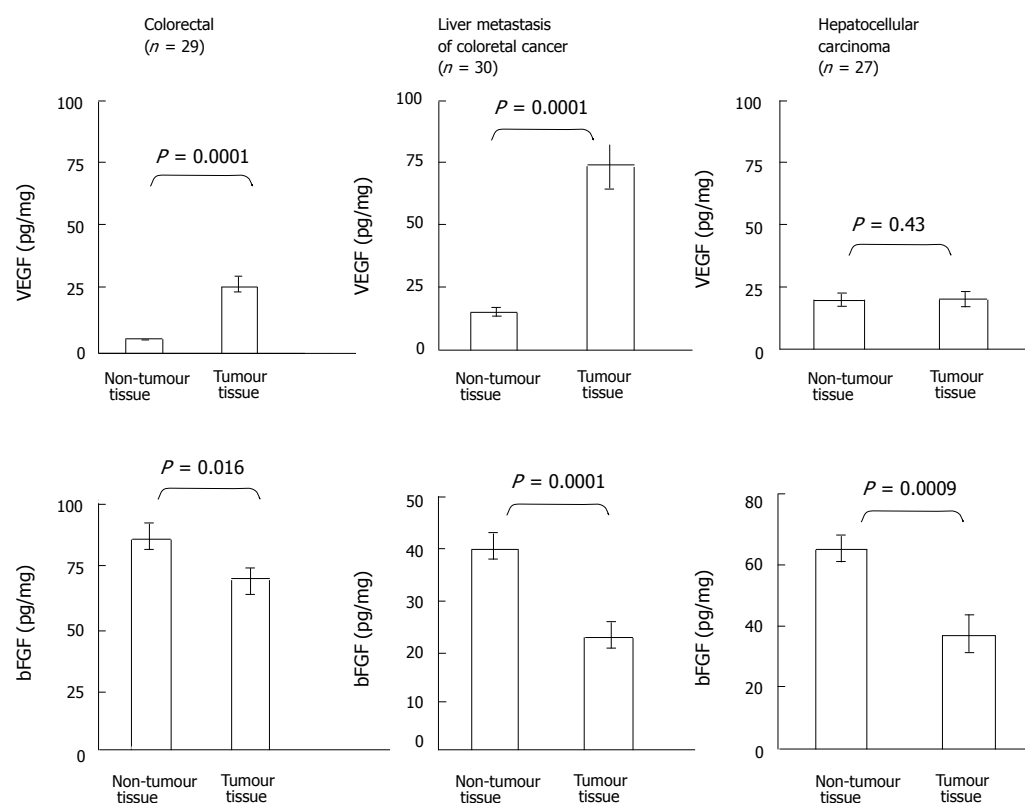 Colorectal
(n = 29)
100
75
50
25
0
VEGF (pg/mg)
P = 0.0001
Non-tumour
tissue
Tumour
tissue
Liver metastasis
of coloretal cancer
(n = 30)
100
75
50
25
0
VEGF (pg/mg)
P = 0.0001
Non-tumour
tissue
Tumour
tissue
Hepatocellular
carcinoma
(n = 27)
100
75
50
25
0
VEGF (pg/mg)
P = 0.43
Non-tumour
tissue
Tumour
tissue
100
75
50
25
0
bFGF (pg/mg)
P = 0.016
Non-tumour
tissue
Tumour
tissue
50
40
30
20
10
0
bFGF (pg/mg)
P = 0.0001
Non-tumour
tissue
Tumour
tissue
80
60
40
20
0
bFGF (pg/mg)
P = 0.0009
Non-tumour
tissue
Tumour
tissue